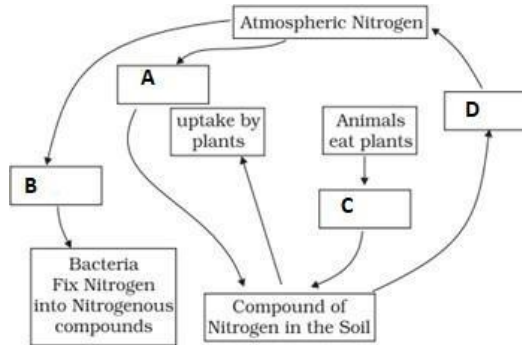 Atmospheric Nitrogen
A
D
uptake by
plants
Animals
eat plants
B
C
Bacteria
Fix Nitrogen
into Nitrogenous
compounds
Compound of
Nitrogen in the Soil